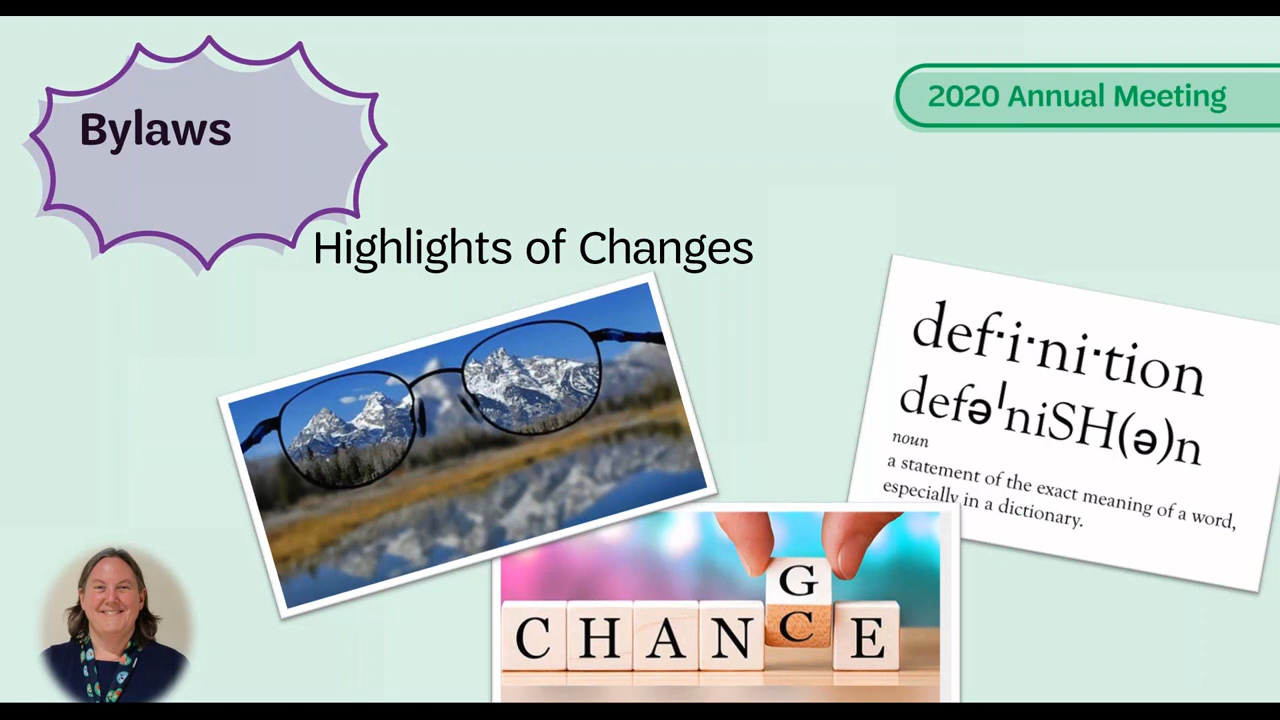 Bylaws
2020 Annual Meeting
Highlights of Changes
def·i·ni·tion
defəˈniSH(ə)n
noun
a statement of the exact meaning of a word,
especially in a dictionary.
G
CHANCE